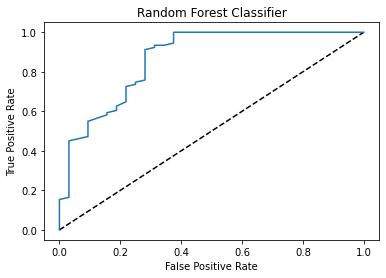 Random Forest Classifier
1.0
0.8
0.6
0.4
0.2
0.0
True Positive Rate
0.0 0.2 0.4 0.6 0.8 1.0
False Positive Rate